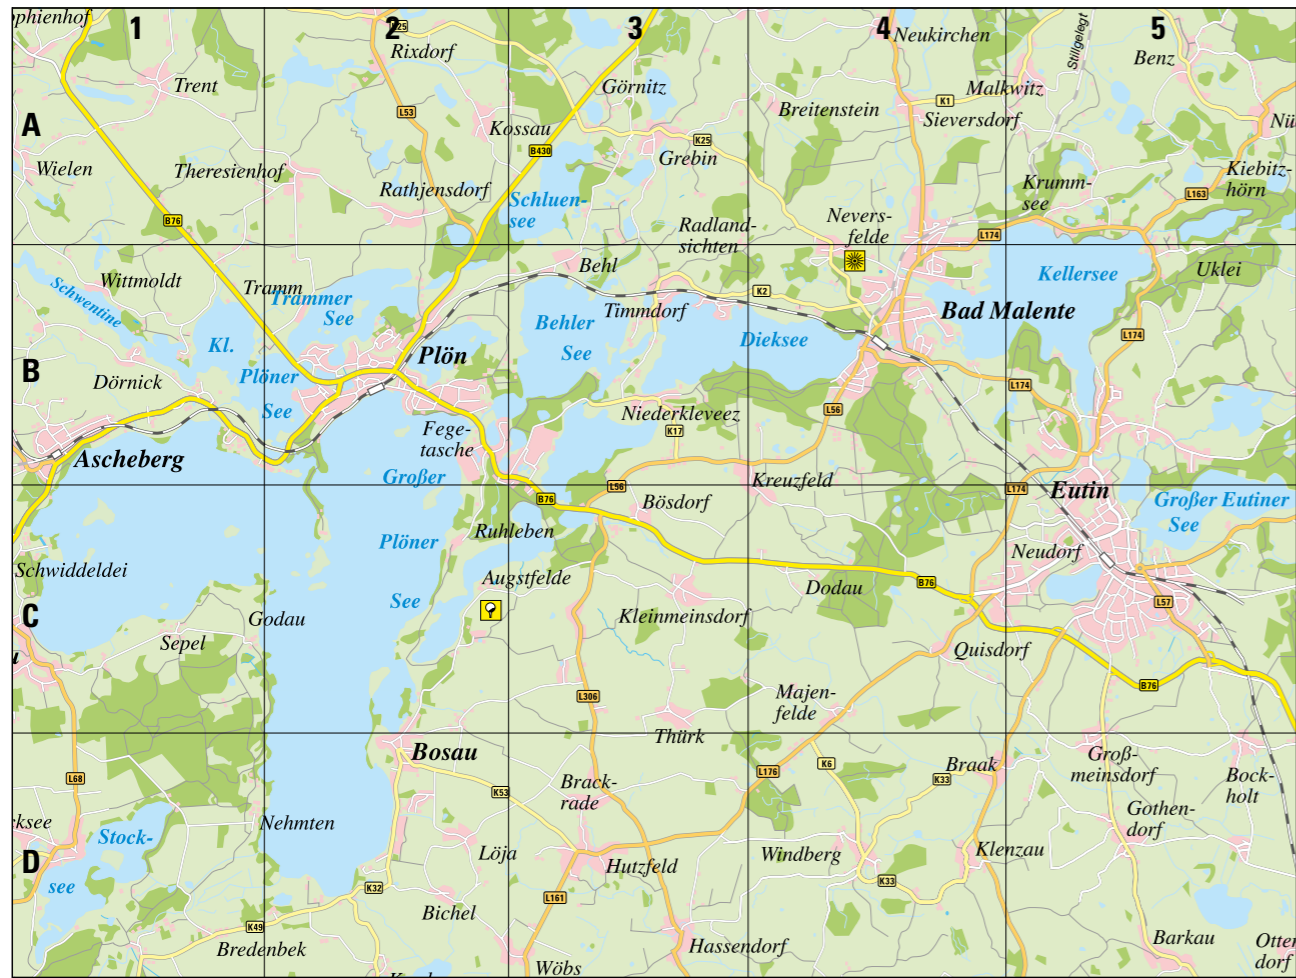 1
2
3
4
5
A
B
C
D
Rixdorf
L53
Trent
Görnitz
Neukirchen
Stillgelegt
Benz
Malkwitz
K1
Breitenstein
Sieversdorf
Kossau
K25
B430
Grebin
Wielen
Theresienhof
Rathjensdorf
Schluen-
see
Krumm-
see
Kiebitz-
hörn
L163
B76
Radland-
sichten
Nevers-
felde
L174
Behl
Wittmoldt
Schwentine
Tramm
Trammer
See
Kl.
Plöner
See
Plön
Behler
See
Timmdorf
K2
Dieksee
Bad Malente
Kellersee
Uklei
L174
L174
Dörnick
Niederkleveez
K17
L56
Fege-
tasche
Ascheberg
Großer
Plöner
See
L56
Kreuzfeld
L174
Eutin
Großer Eutiner
See
B76
Bösdorf
Ruhleben
Augstfelde
Schwiddeldei
Neudorf
Dodau
B76
L57
Kleinmeinsdorf
Godau
Sepel
Quisdorf
B76
L306
Majen-
felde
Thürk
Bosau
L68
K53
Brack-
rade
L176
K6
K33
Braak
Groß-
meinsdorf
Bock-
holt
Gothen-
dorf
Stock-
see
Nehmten
Löja
Hutzfeld
Windberg
Klenzau
K32
K33
L161
Bichel
K49
Bredenbek
Hassendorf
Wöbs
Barkau